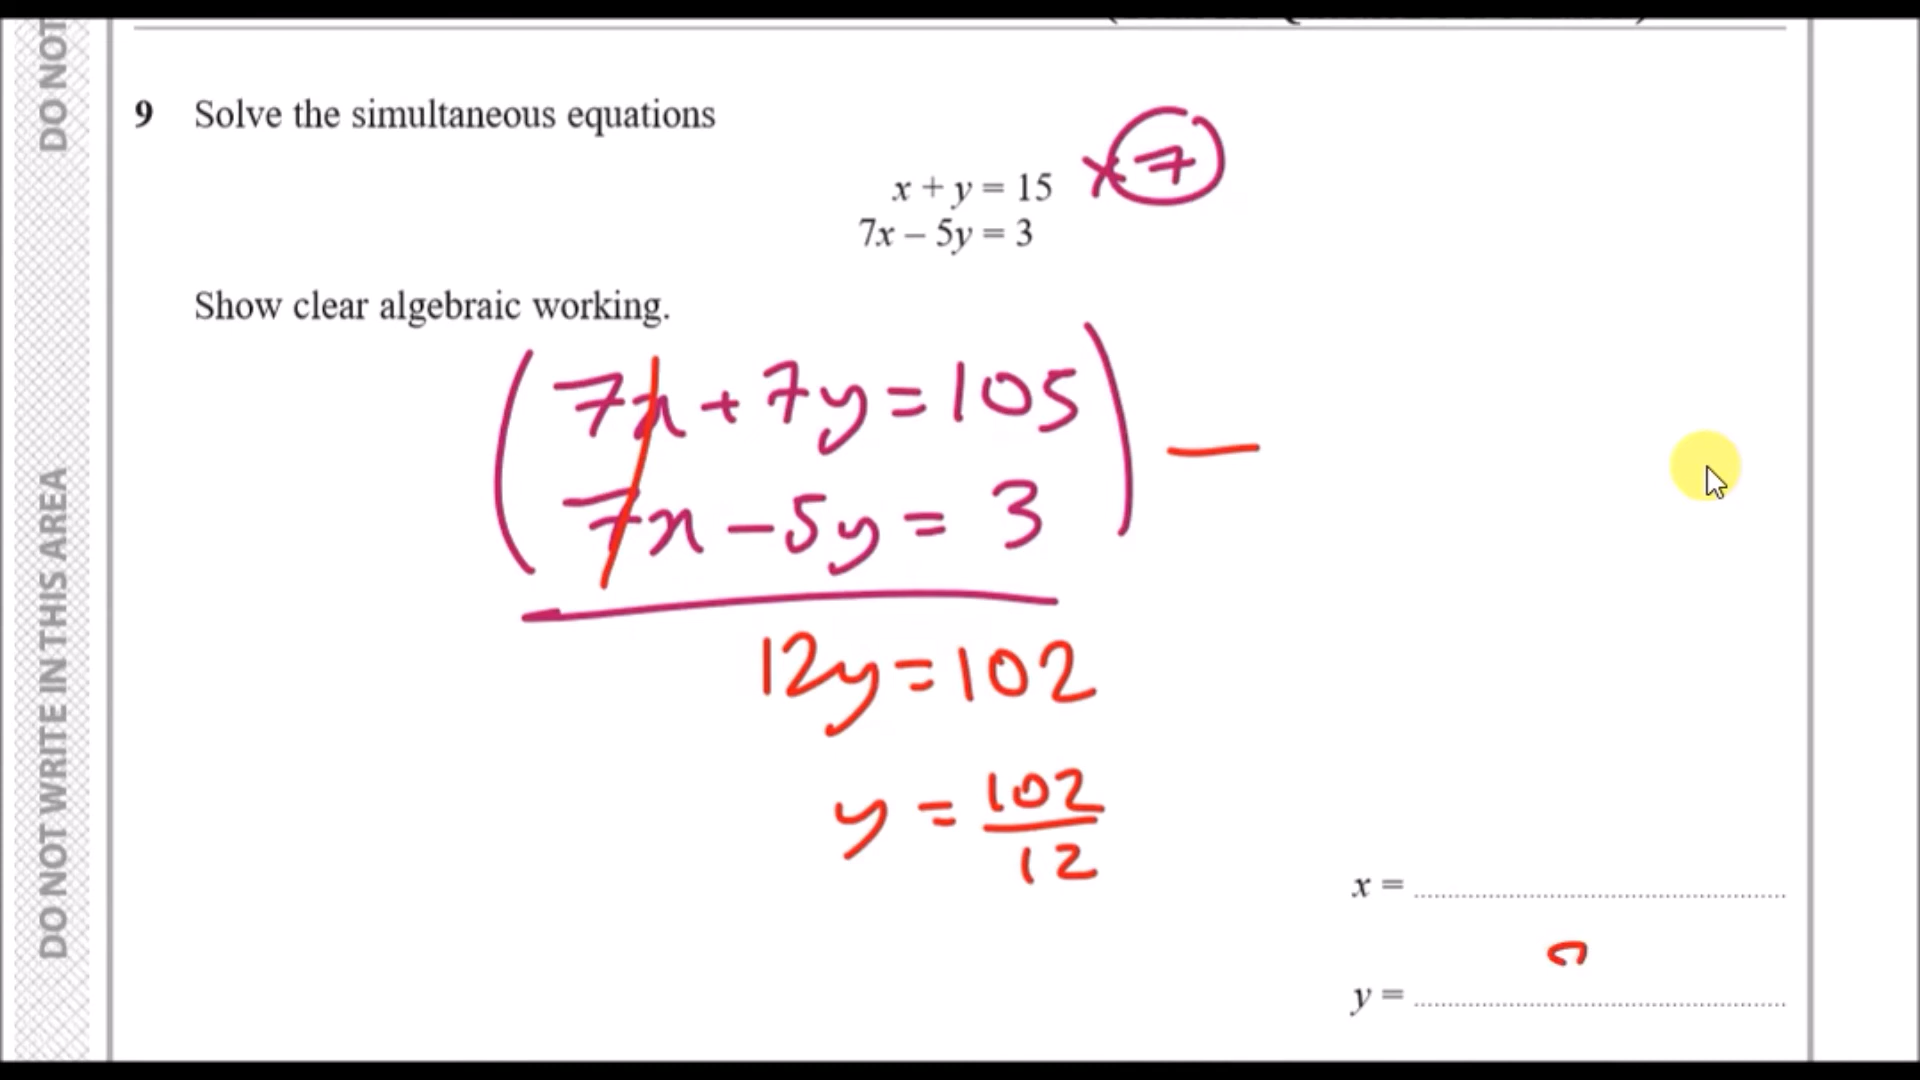 DO NOT
DO NOT WRITE IN THIS AREA
9 Solve the simultaneous equations
x + y = 15 ×7
7x – 5y = 3
Show clear algebraic working.
7x + 7y = 105
7x – 5y = 3 —
12y = 102
y = 102/12
x =
y =